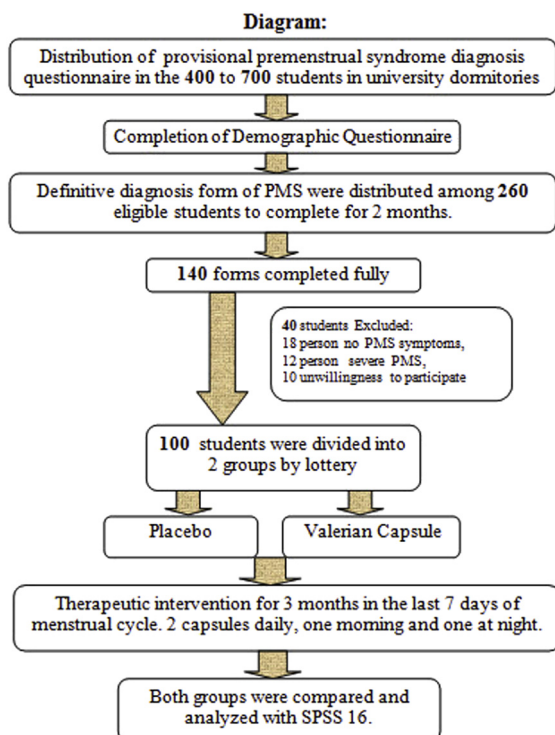 Diagram:
Distribution of provisional premenstrual syndrome diagnosis
questionnaire in the 400 to 700 students in university dormitories
Completion of Demographic Questionnaire
Definitive diagnosis form of PMS were distributed among 260
eligible students to complete for 2 months.
140 forms completed fully
40 students Excluded:
18 person no PMS symptoms,
12 person severe PMS,
10 unwillingness to participate
100 students were divided into
2 groups by lottery
Placebo
Valerian Capsule
Therapeutic intervention for 3 months in the last 7 days of
menstrual cycle. 2 capsules daily, one morning and one at night.
Both groups were compared and
analyzed with SPSS 16.